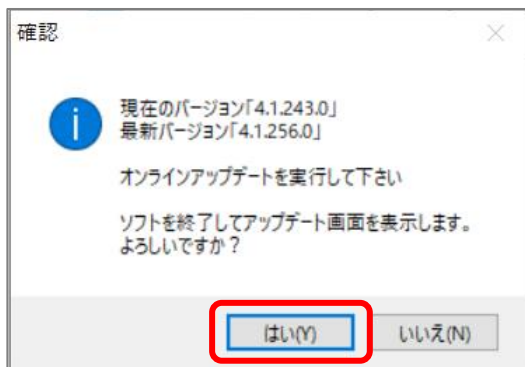 確認
現在のバージョン「4.1.243.0」
最新バージョン「4.1.256.0」
オンラインアップデートを実行して下さい
ソフトを終了してアップデート画面を表示します。
よろしいですか？
はい(Y)
いいえ(N)